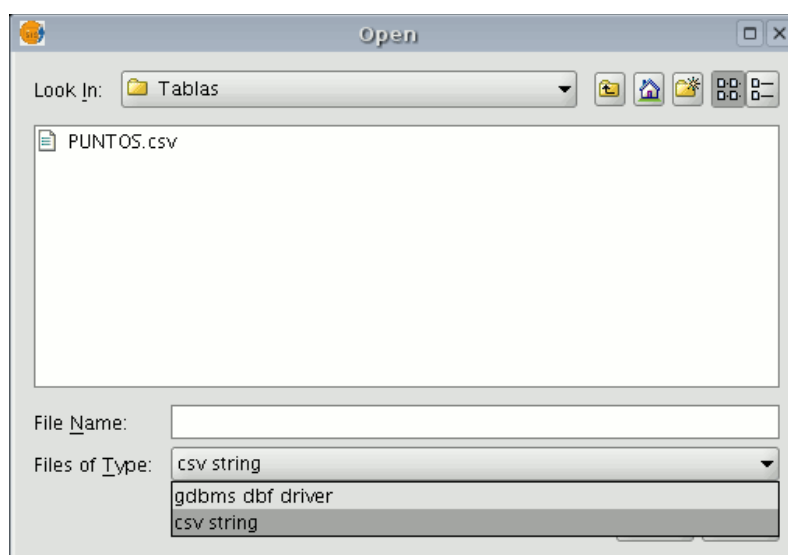 Open
Look In: Tablas
PUNTOS.csv
File Name:
Files of Type: csv string
gdbms dbf driver
csv string